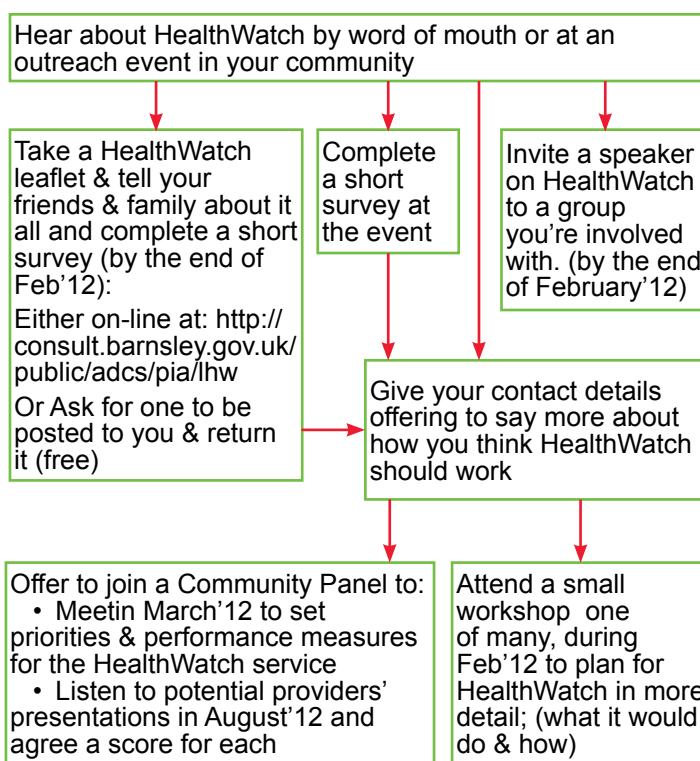 Hear about HealthWatch by word of mouth or at an
outreach event in your community
Take a HealthWatch
leaflet & tell your
friends & family about it
all and complete a short
survey (by the end of
Feb'12):
Either on-line at: http://
consult.barnsley.gov.uk/
public/adcs/pia/lhw
Or Ask for one to be
posted to you & return
it (free)
Complete
a short
survey at
the event
Invite a speaker
on HealthWatch
to a group
you're involved
with. (by the end
of February'12)
Give your contact details
offering to say more about
how you think HealthWatch
should work
Offer to join a Community Panel to:
• Meetin March'12 to set
priorities & performance measures
for the HealthWatch service
• Listen to potential providers'
presentations in August'12 and
agree a score for each
Attend a small
workshop one
of many, during
Feb'12 to plan for
HealthWatch in more
detail; (what it would
do & how)